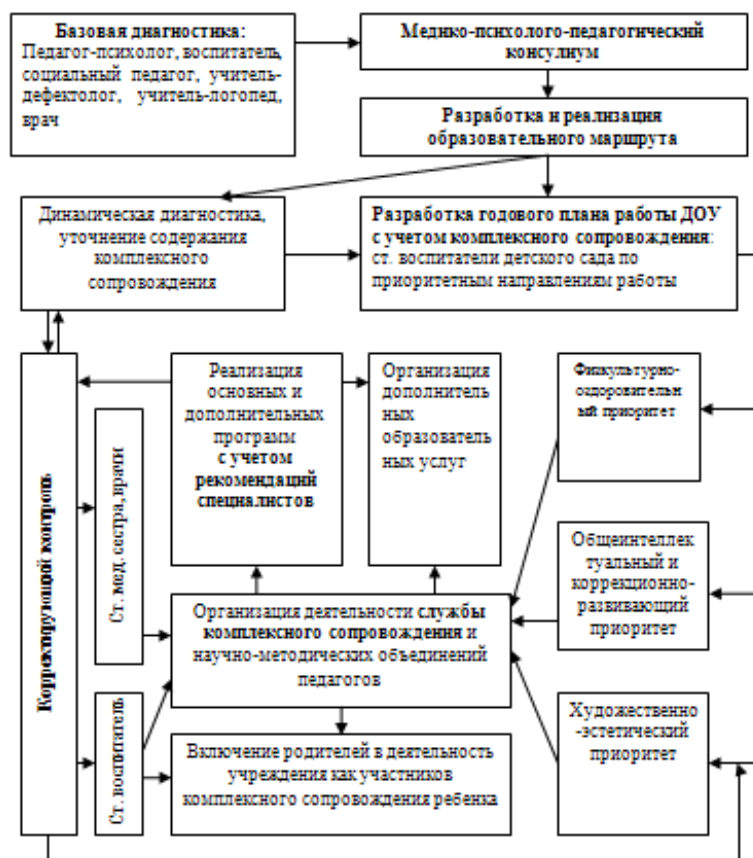 Базовая диагностика:
Педагог-психолог, воспитатель,
социальный педагог, учитель-
дефектолог, учитель-логопед,
врач
Медико-психолого-педагогический
консилиум
Разработка и реализация
образовательного маршрута
Динамическая диагностика,
уточнение содержания
комплексного
сопровождения
Разработка годового плана работы ДОУ
с учетом комплексного сопровождения:
ст. воспитатели детского сада по
приоритетным направлениям работы
Корректирующий контроль
Ст. мед. сестра, врачи
Ст. воспитатель
Реализация
основных и
дополнительных
программ
с учетом
рекомендаций
специалистов
Организация
дополнитель
ных
образователь
ных услуг
Физкультурно-
оздоровительн
ый приоритет
Общеинтеллек
туальный и
коррекционно-
развивающий
приоритет
Организация деятельности службы
комплексного сопровождения и
научно-методических объединений
педагогов
Художественно
-эстетический
приоритет
Включение родителей в деятельность
учреждения как участников
комплексного сопровождения ребенка